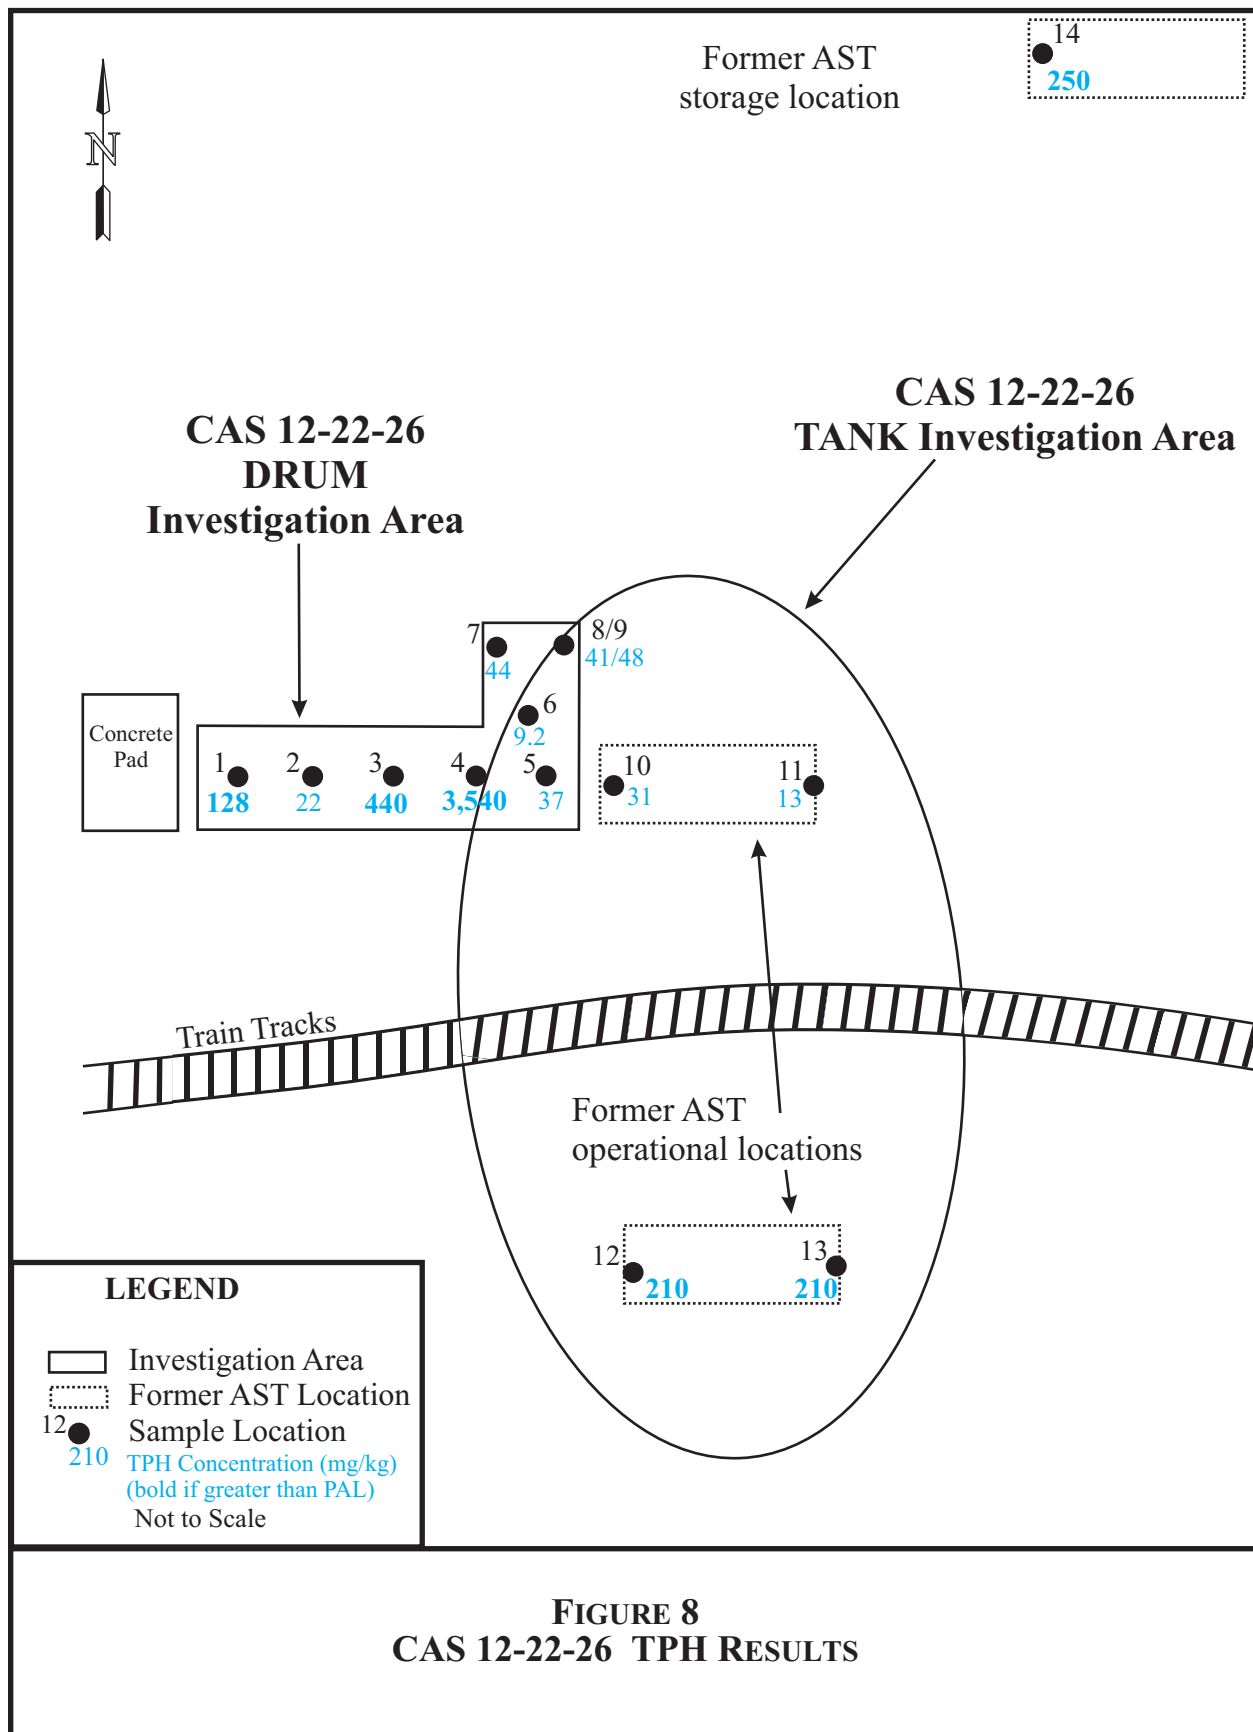 Former AST
storage location
14
250
N
CAS 12-22-26
TANK Investigation Area
CAS 12-22-26
DRUM
Investigation Area
7
44
8/9
41/48
6
9.2
Concrete
Pad
1
128
2
22
3
440
4
3,540
5
37
10
31
11
13
Train Tracks
Former AST
operational locations
12
210
13
210
LEGEND
Investigation Area
Former AST Location
12
210
Sample Location
TPH Concentration (mg/kg)
(bold if greater than PAL)
Not to Scale
FIGURE 8
CAS 12-22-26 TPH RESULTS